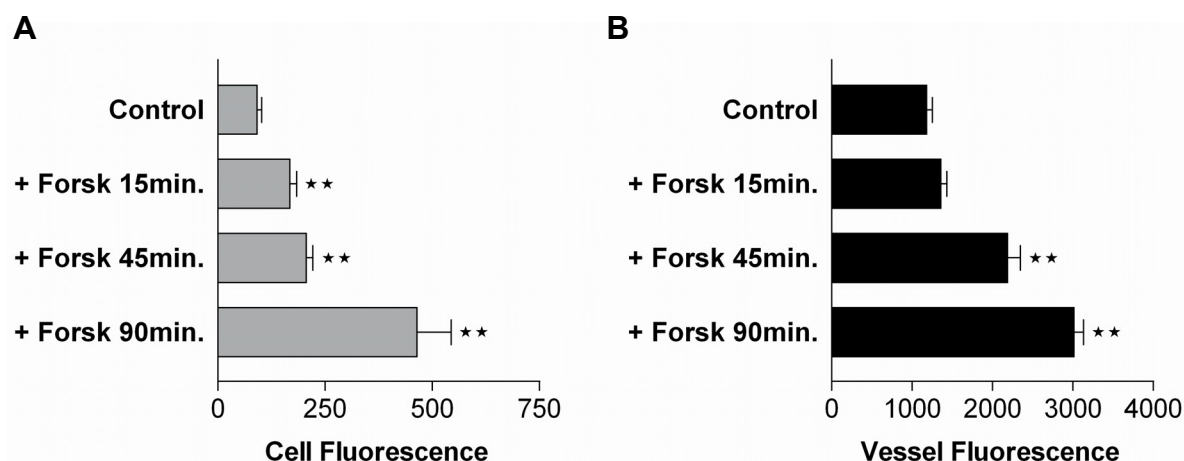 A
Control
+ Forsk 15min.
★★
+ Forsk 45min.
★★
+ Forsk 90min.
★★
0 250 500 750
Cell Fluorescence
B
Control
+ Forsk 15min.
+ Forsk 45min.
★★
+ Forsk 90min.
★★
0 1000 2000 3000 4000
Vessel Fluorescence